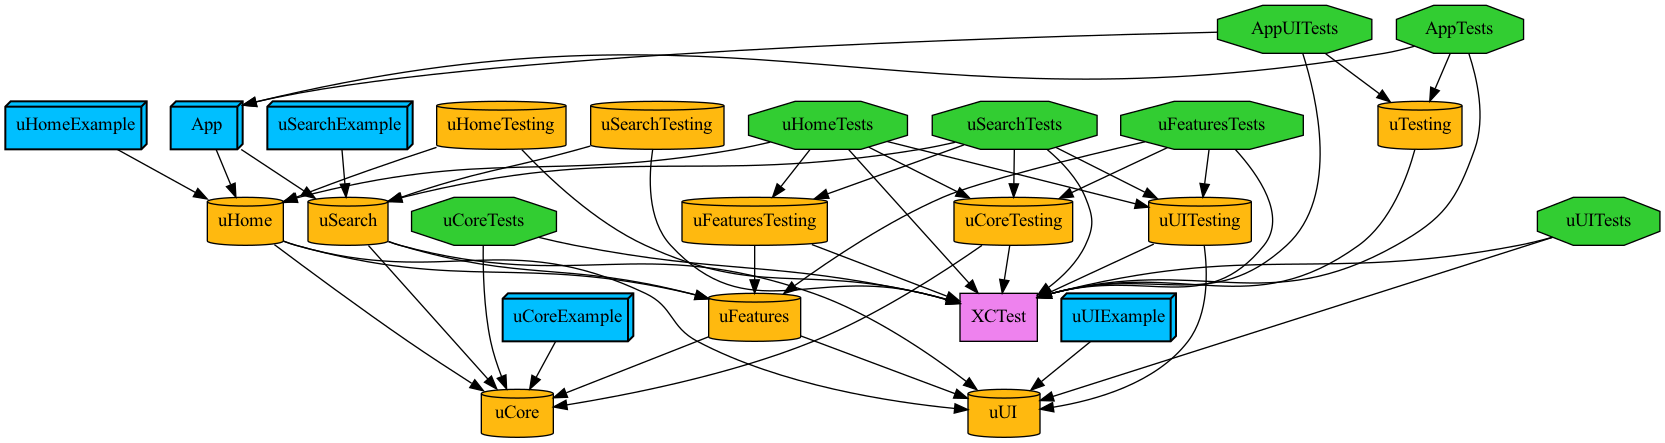 AppUITests
AppTests
uHomeExample
App
uSearchExample
uHomeTesting
uSearchTesting
uHomeTests
uSearchTests
uFeaturesTests
uTesting
uHome
uSearch
uCoreTests
uFeaturesTesting
uCoreTesting
uUITesting
uUITests
uCoreExample
uFeatures
XCTest
uUIExample
uCore
uUI